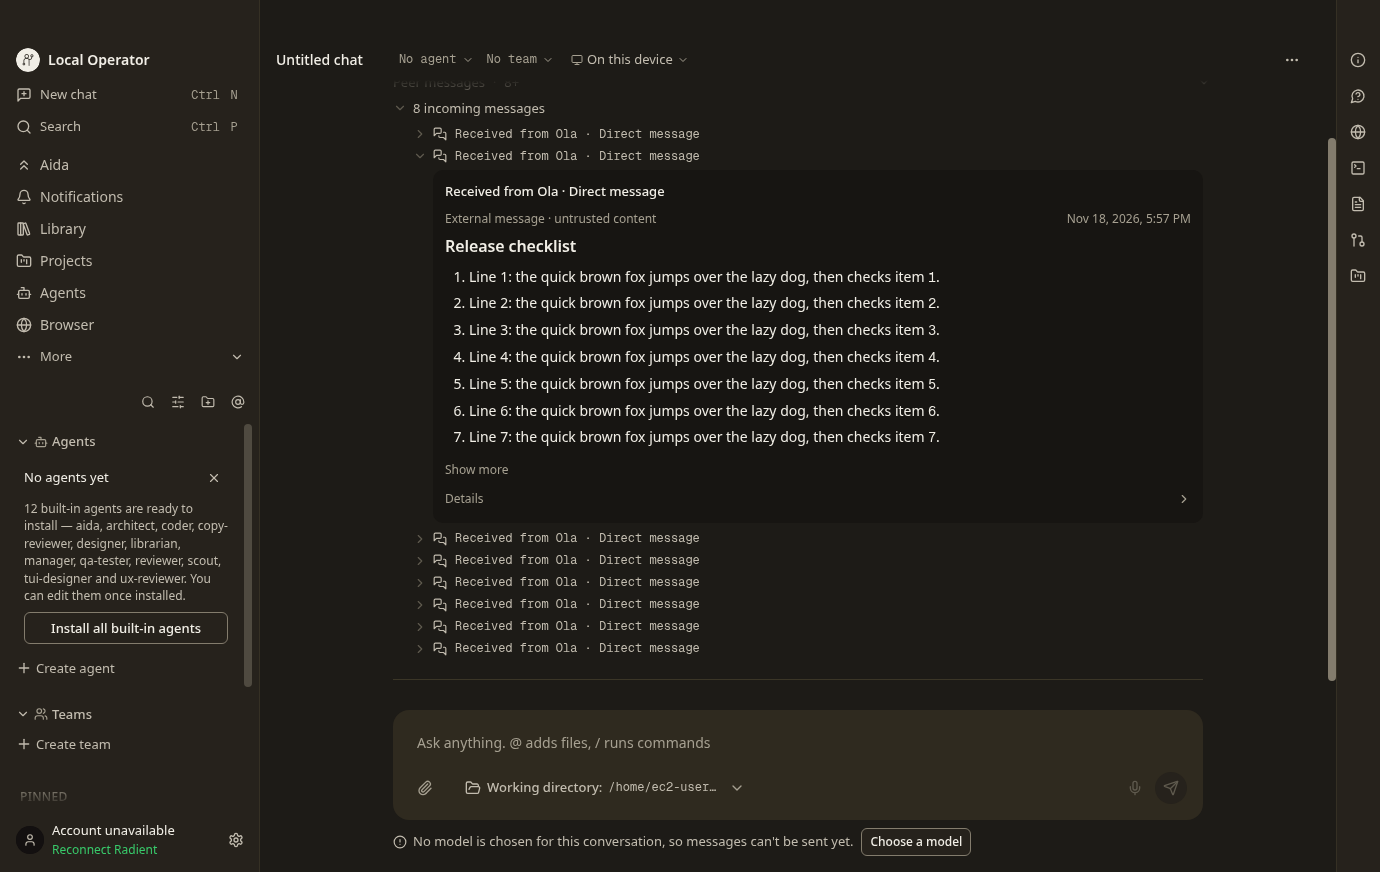 Local Operator
New chat Ctrl N
Search Ctrl P
Aida
Notifications
Library
Projects
Agents
Browser
More
Agents
No agents yet
12 built-in agents are ready to
install — aida, architect, coder, copy-
reviewer, designer, librarian,
manager, qa-tester, reviewer, scout,
tui-designer and ux-reviewer. You
can edit them once installed.
Install all built-in agents
Create agent
Teams
Create team
PINNED
Account unavailable
Reconnect Radient
Untitled chat No agent No team On this device
Peer messages · 8+
8 incoming messages
Received from Ola · Direct message
Received from Ola · Direct message
Received from Ola · Direct message
External message · untrusted content Nov 18, 2026, 5:57 PM
Release checklist
1. Line 1: the quick brown fox jumps over the lazy dog, then checks item 1.
2. Line 2: the quick brown fox jumps over the lazy dog, then checks item 2.
3. Line 3: the quick brown fox jumps over the lazy dog, then checks item 3.
4. Line 4: the quick brown fox jumps over the lazy dog, then checks item 4.
5. Line 5: the quick brown fox jumps over the lazy dog, then checks item 5.
6. Line 6: the quick brown fox jumps over the lazy dog, then checks item 6.
7. Line 7: the quick brown fox jumps over the lazy dog, then checks item 7.
Show more
Details
Received from Ola · Direct message
Received from Ola · Direct message
Received from Ola · Direct message
Received from Ola · Direct message
Received from Ola · Direct message
Received from Ola · Direct message
Ask anything. @ adds files, / runs commands
Working directory: /home/ec2-user…
No model is chosen for this conversation, so messages can't be sent yet. Choose a model